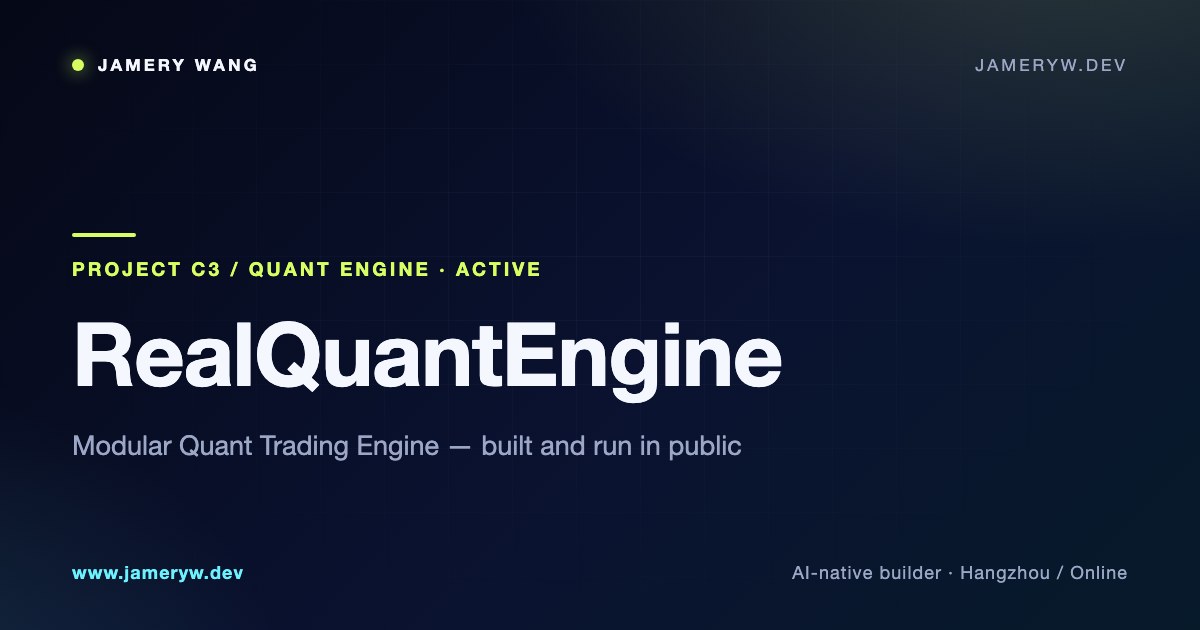 JAMERY WANG
JAMERYW.DEV
PROJECT C3 / QUANT ENGINE · ACTIVE
RealQuantEngine
Modular Quant Trading Engine — built and run in public
www.jameryw.dev
AI-native builder · Hangzhou / Online